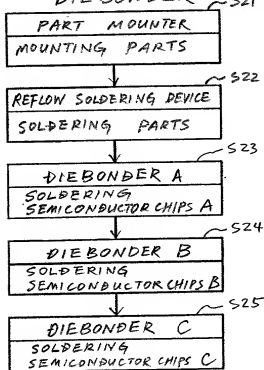 S21
PART MOUNTER
MOUNTING PARTS
S22
REFLOW SOLDERING DEVICE
SOLDERING PARTS
S23
DIEBONDER A
SOLDERING
SEMICONDUCTOR CHIPS A
S24
DIEBONDER B
SOLDERING
SEMICONDUCTOR CHIPS B
S25
DIEBONDER C
SOLDERING
SEMICONDUCTOR CHIPS C